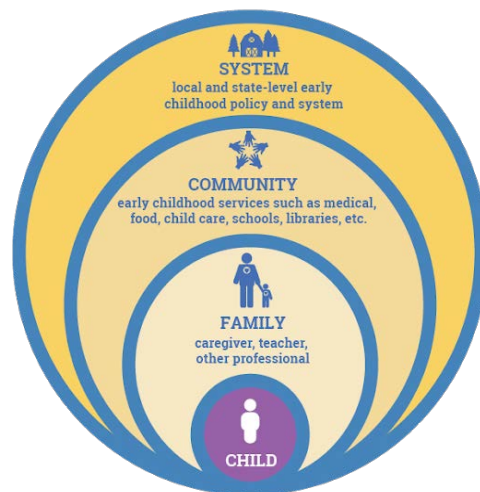 SYSTEM
local and state-level early
childhood policy and system
COMMUNITY
early childhood services such as medical,
food, child care, schools, libraries, etc.
FAMILY
caregiver, teacher,
other professional
CHILD